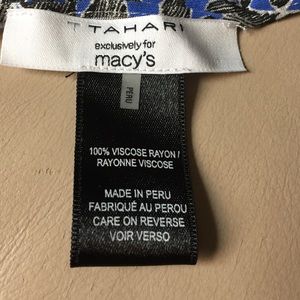 T TAHARI
exclusively for
macy's
PERU
100% VISCOSE RAYON /
RAYONNE VISCOSE
MADE IN PERU
FABRIQUÉ AU PEROU
CARE ON REVERSE
VOIR VERSO